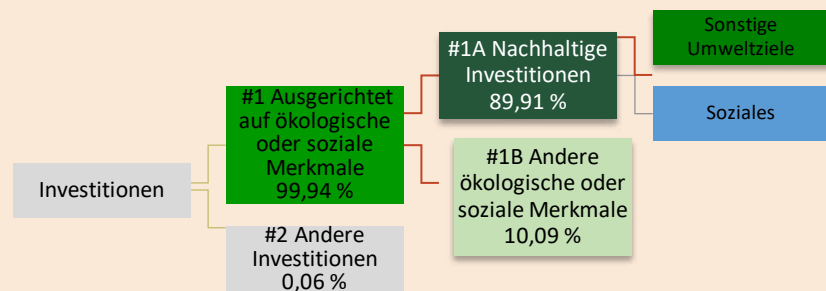 Investitionen
#1 Ausgerichtet
auf ökologische
oder soziale
Merkmale
99,94 %
#2 Andere
Investitionen
0,06 %
#1A Nachhaltige
Investitionen
89,91 %
#1B Andere
ökologische oder
soziale Merkmale
10,09 %
Sonstige
Umweltziele
Soziales